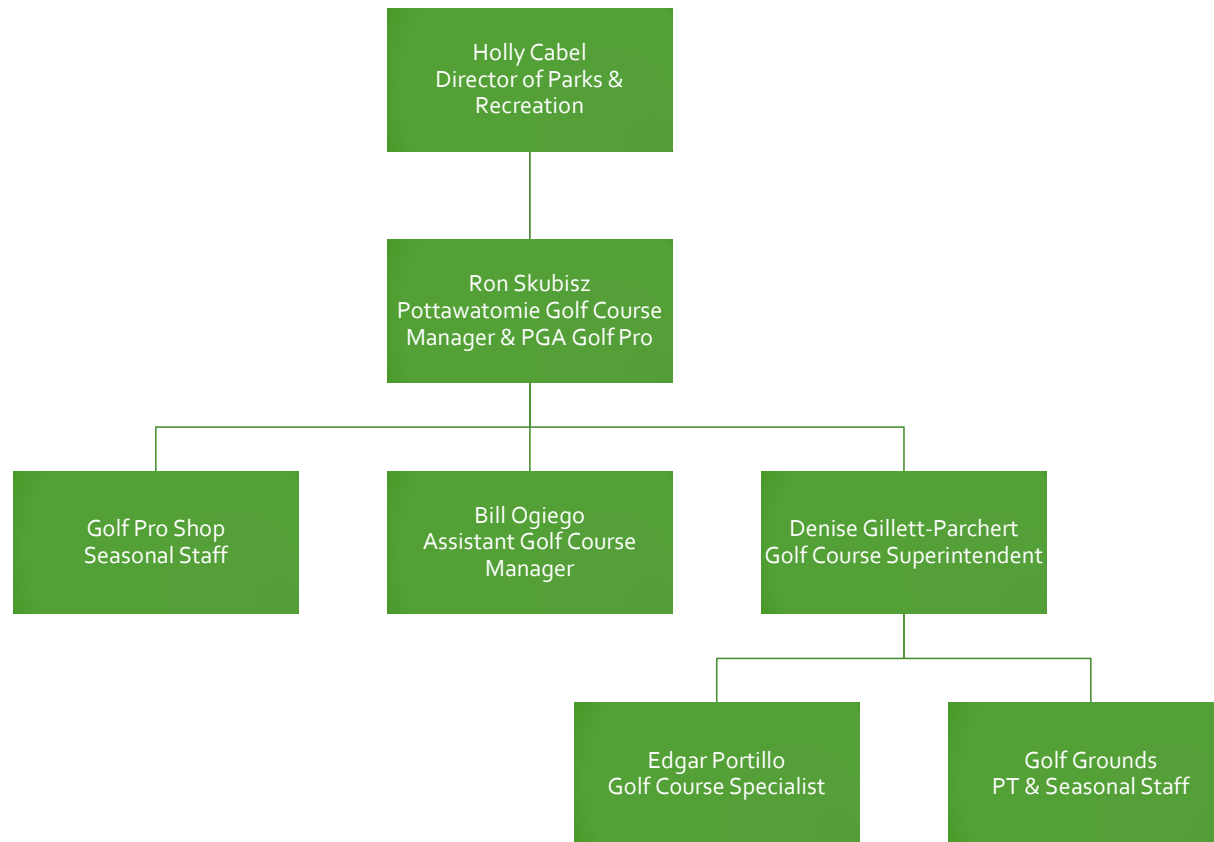 Holly Cabel
Director of Parks &
Recreation
Ron Skubisz
Pottawatomie Golf Course
Manager & PGA Golf Pro
Golf Pro Shop
Seasonal Staff
Bill Ogiego
Assistant Golf Course
Manager
Denise Gillett-Parchert
Golf Course Superintendent
Edgar Portillo
Golf Course Specialist
Golf Grounds
PT & Seasonal Staff